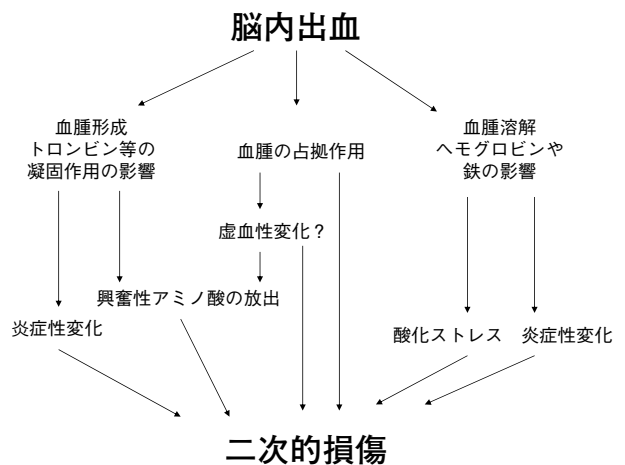 脳内出血
血腫形成
トロンビン等の
凝固作用の影響
血腫の占拠作用
血腫溶解
ヘモグロビンや
鉄の影響
虚血性変化？
興奮性アミノ酸の放出
炎症性変化
酸化ストレス
炎症性変化
二次的損傷